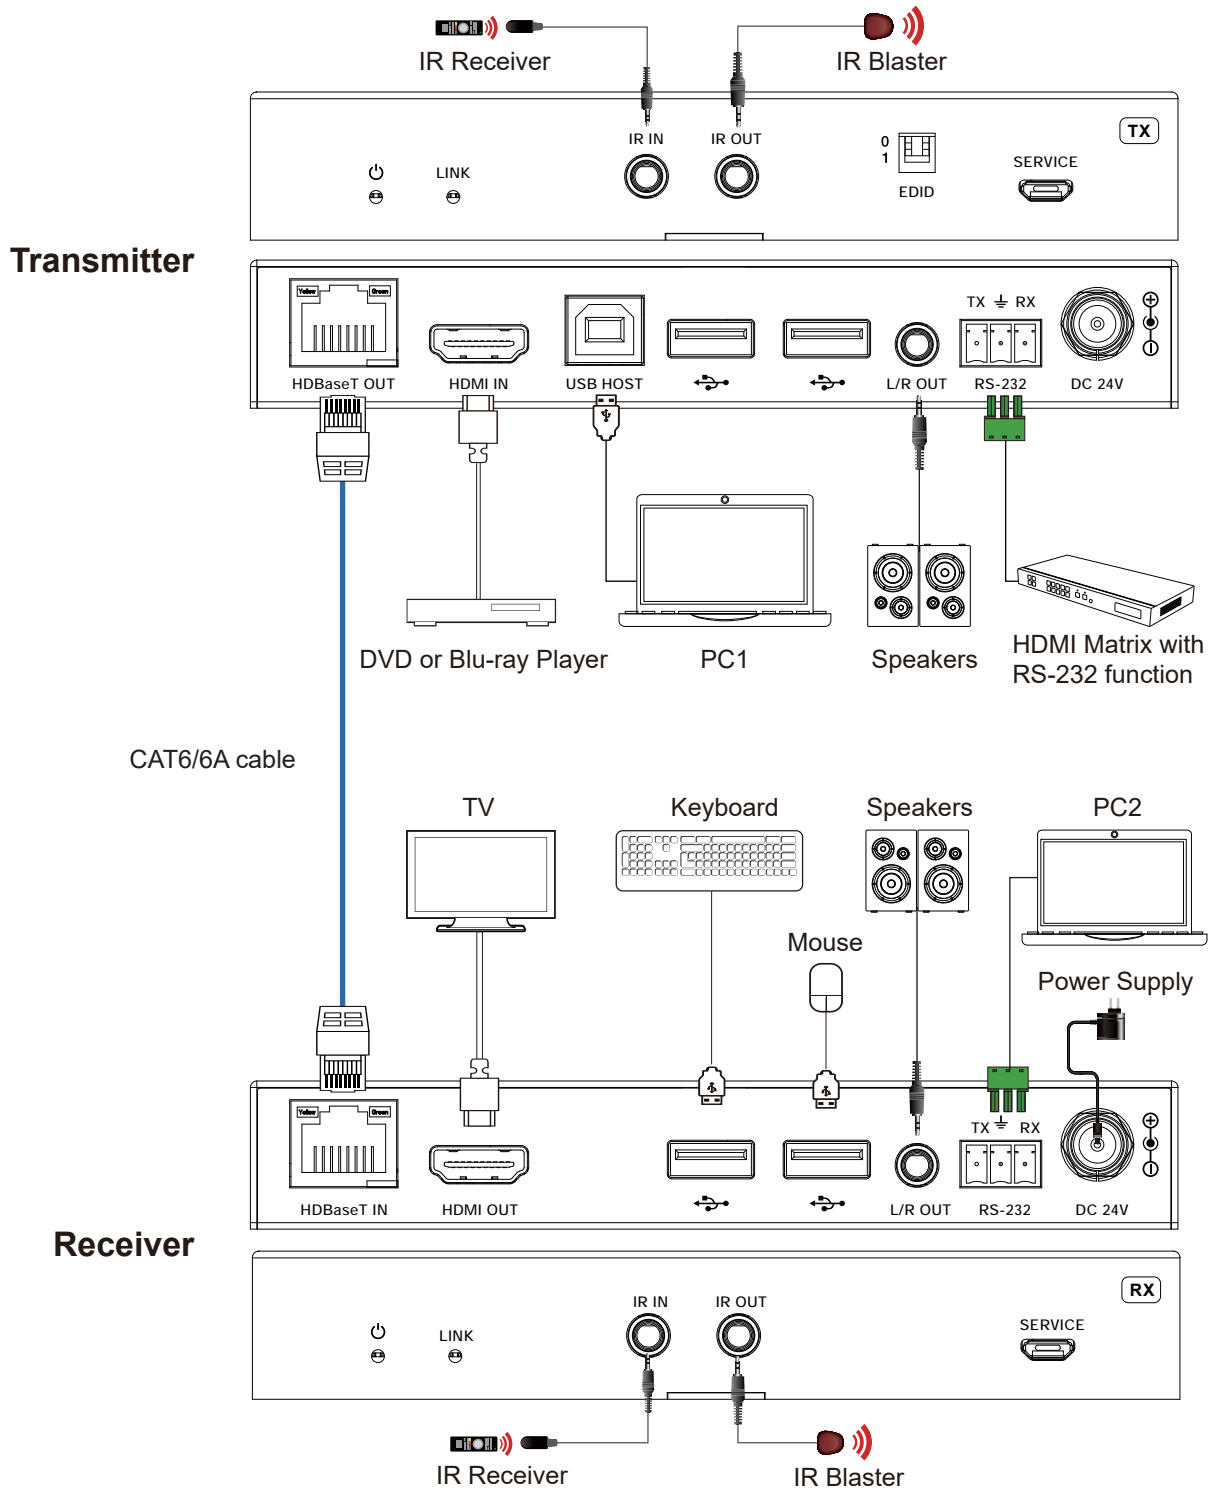 IR Receiver
IR Blaster
TX
IR IN
IR OUT
0
1
EDID
SERVICE
LINK
Transmitter
Yellow
Green
TX
RX
HDBaseT OUT
HDMI IN
USB HOST
L/R OUT
RS-232
DC 24V
DVD or Blu-ray Player
PC1
Speakers
HDMI Matrix with
RS-232 function
CAT6/6A cable
TV
Keyboard
Speakers
PC2
Mouse
Power Supply
Yellow
Green
TX
RX
HDBaseT IN
HDMI OUT
L/R OUT
RS-232
DC 24V
Receiver
RX
IR IN
IR OUT
SERVICE
LINK
IR Receiver
IR Blaster